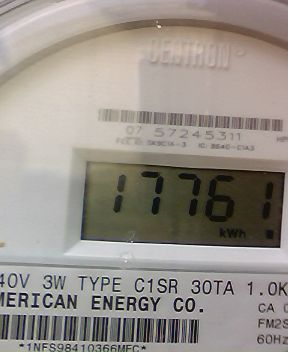 CENTRON
07 57245311
17761
kWh
40V 3W TYPE C1SR 30TA 1.0K
MERICAN ENERGY CO.
CA 0
FM2S
60Hz
*1NFS98410366MFC*